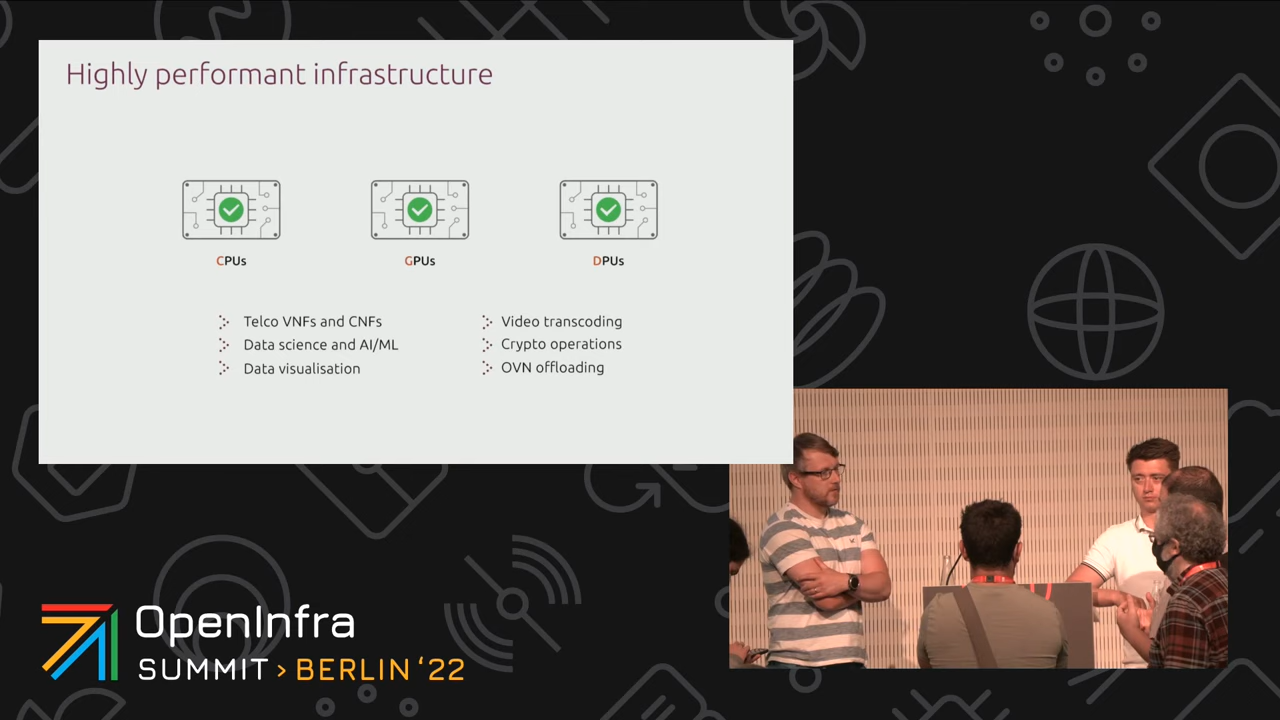 Highly performant infrastructure
CPUs
GPUs
DPUs
Telco VNFs and CNFs
Data science and AI/ML
Data visualisation
Video transcoding
Crypto operations
OVN offloading
OpenInfra
SUMMIT > BERLIN ‘22